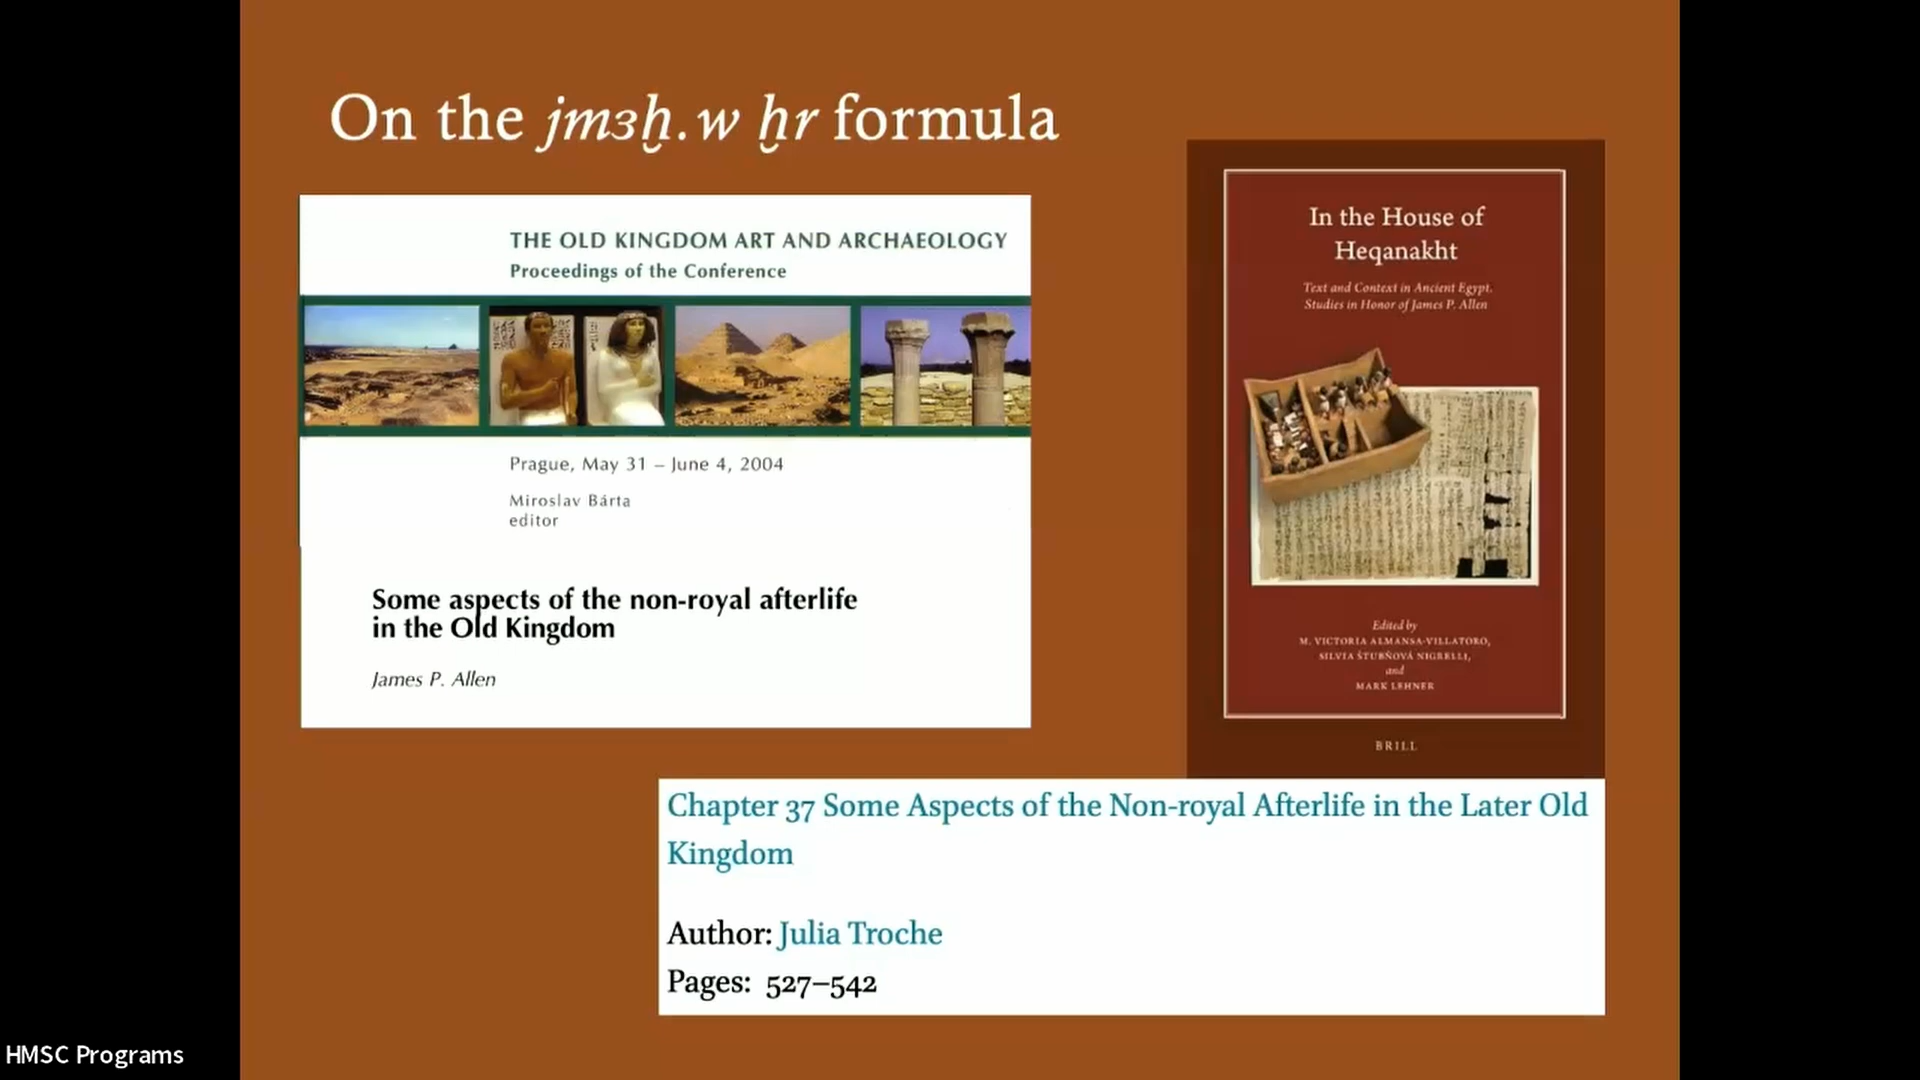 On the jmɜḫ.w ḫr formula
THE OLD KINGDOM ART AND ARCHAEOLOGY
Proceedings of the Conference
Prague, May 31 – June 4, 2004
Miroslav Bárta
editor
Some aspects of the non-royal afterlife
in the Old Kingdom
James P. Allen
In the House of
Heqanakht
Text and Context in Ancient Egypt.
Studies in Honor of James P. Allen
Edited by
M. VICTORIA ALMANSA-VILLATORO,
SILVIA ŠTUBŇOVÁ NIGRELLI,
and
MARK LEHNER
BRILL
Chapter 37 Some Aspects of the Non-royal Afterlife in the Later Old
Kingdom
Author: Julia Troche
Pages: 527–542
HMSC Programs